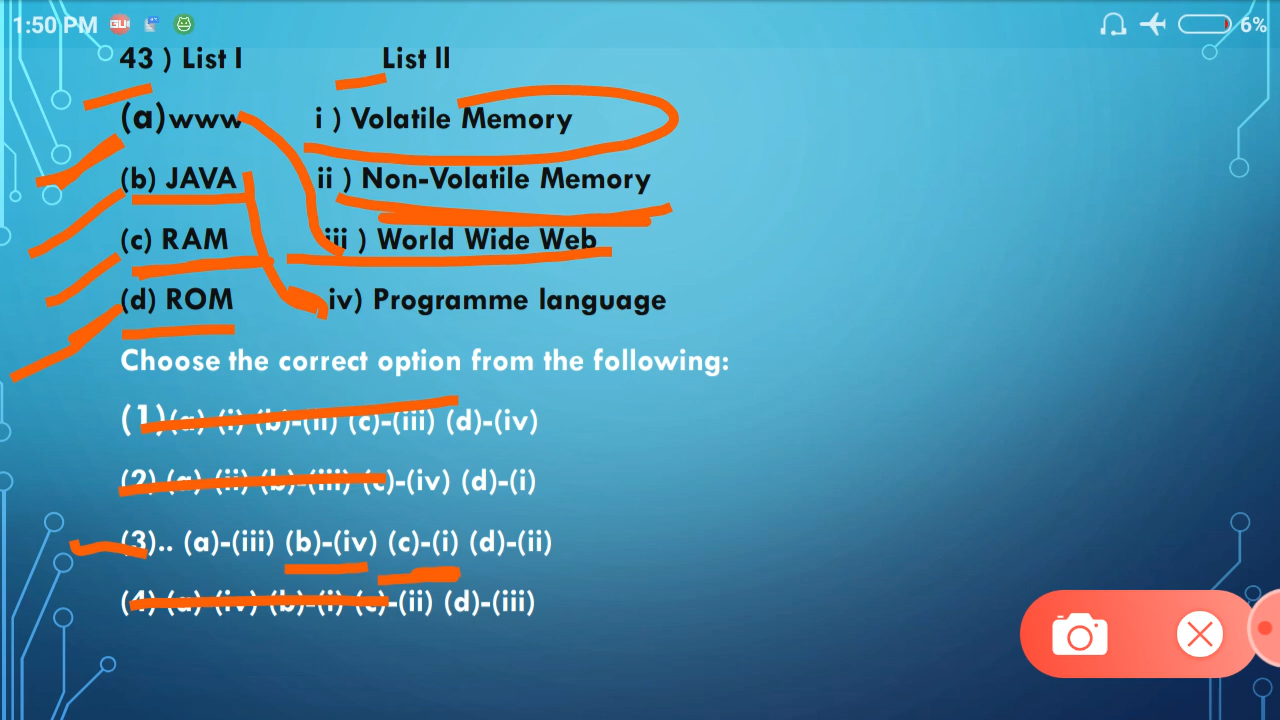 1:50 PM 6%
43 ) List I List II
(a)www i ) Volatile Memory
(b) JAVA ii ) Non-Volatile Memory
(c) RAM iii ) World Wide Web
(d) ROM iv) Programme language
Choose the correct option from the following:
(1)(a)-(i) (b)-(ii) (c)-(iii) (d)-(iv)
(2) (a)-(ii) (b)-(iii) (c)-(iv) (d)-(i)
(3).. (a)-(iii) (b)-(iv) (c)-(i) (d)-(ii)
(4) (a)-(iv) (b)-(i) (c)-(ii) (d)-(iii)